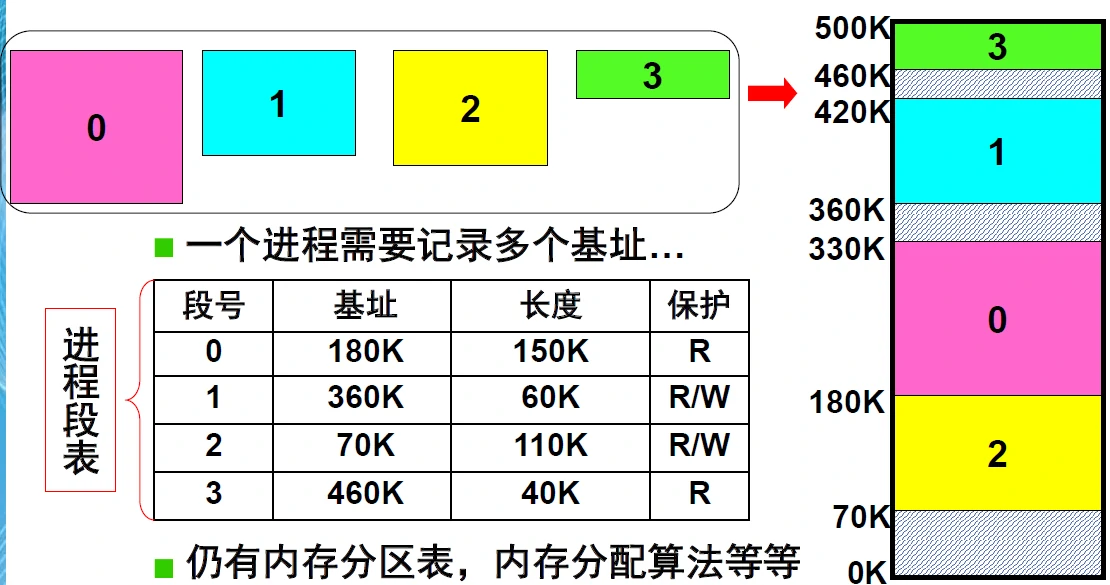 0
1
2
3
一个进程需要记录多个基址…
进程段表
段号 基址 长度 保护
0 180K 150K R
1 360K 60K R/W
2 70K 110K R/W
3 460K 40K R
仍有内存分区表，内存分配算法等等
500K
3
460K
420K
1
360K
330K
0
180K
2
70K
0K